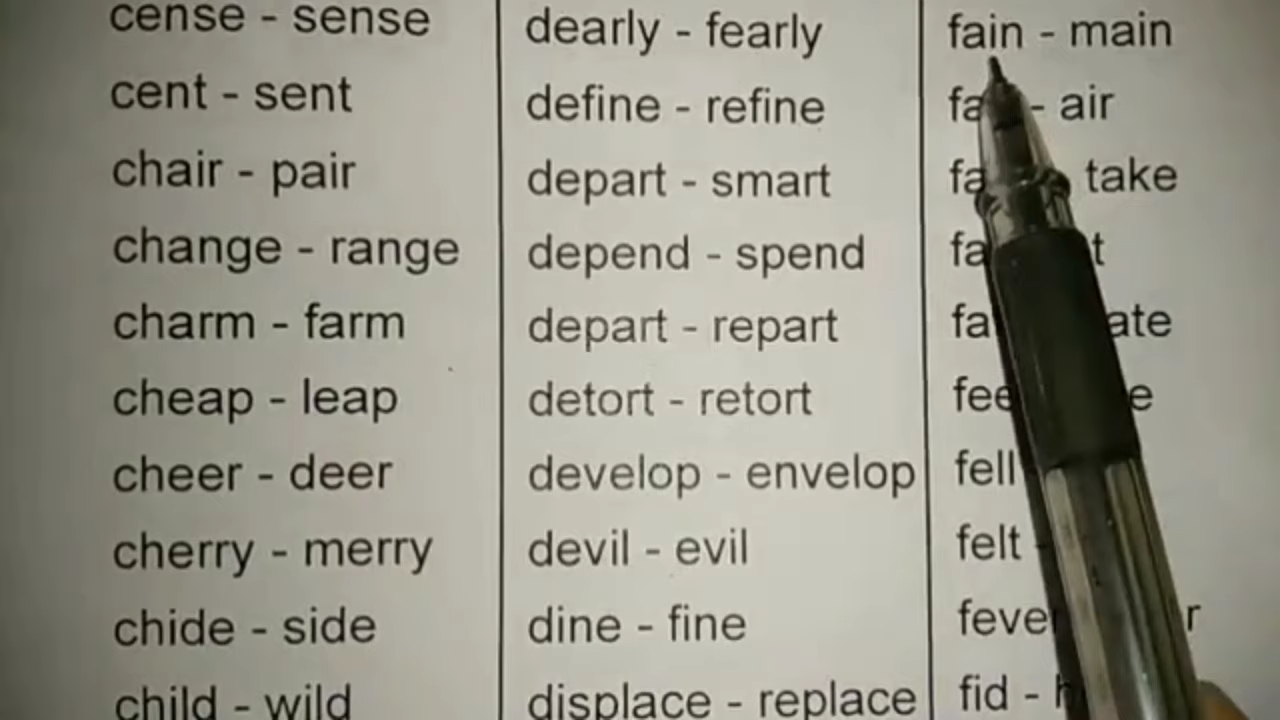 cense - sense
cent - sent
chair - pair
change - range
charm - farm
cheap - leap
cheer - deer
cherry - merry
chide - side
child - wild
dearly - fearly
define - refine
depart - smart
depend - spend
depart - repart
detort - retort
develop - envelop
devil - evil
dine - fine
displace - replace
fain - main
- air
take
fell
felt -
fid -